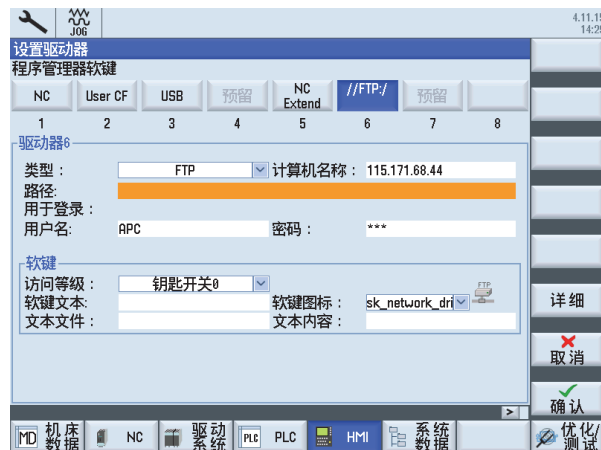 JOG
4.11.1
14:2
设置驱动器
程序管理器软键
NC User CF USB 预留 NC Extend //FTP:/ 预留
1 2 3 4 5 6 7 8
驱动器6
类型： FTP 计算机名称： 115.171.68.44
路径:
用于登录：
用户名: APC 密码： ***
软键
访问等级： 钥匙开关0
软键文本: 软键图标： sk_network_dri FTP
文本文件： 文本内容：
详细
取消
确认
MD 机床数据 NC 驱动系统 PLC PLC HMI 系统数据 优化/测试